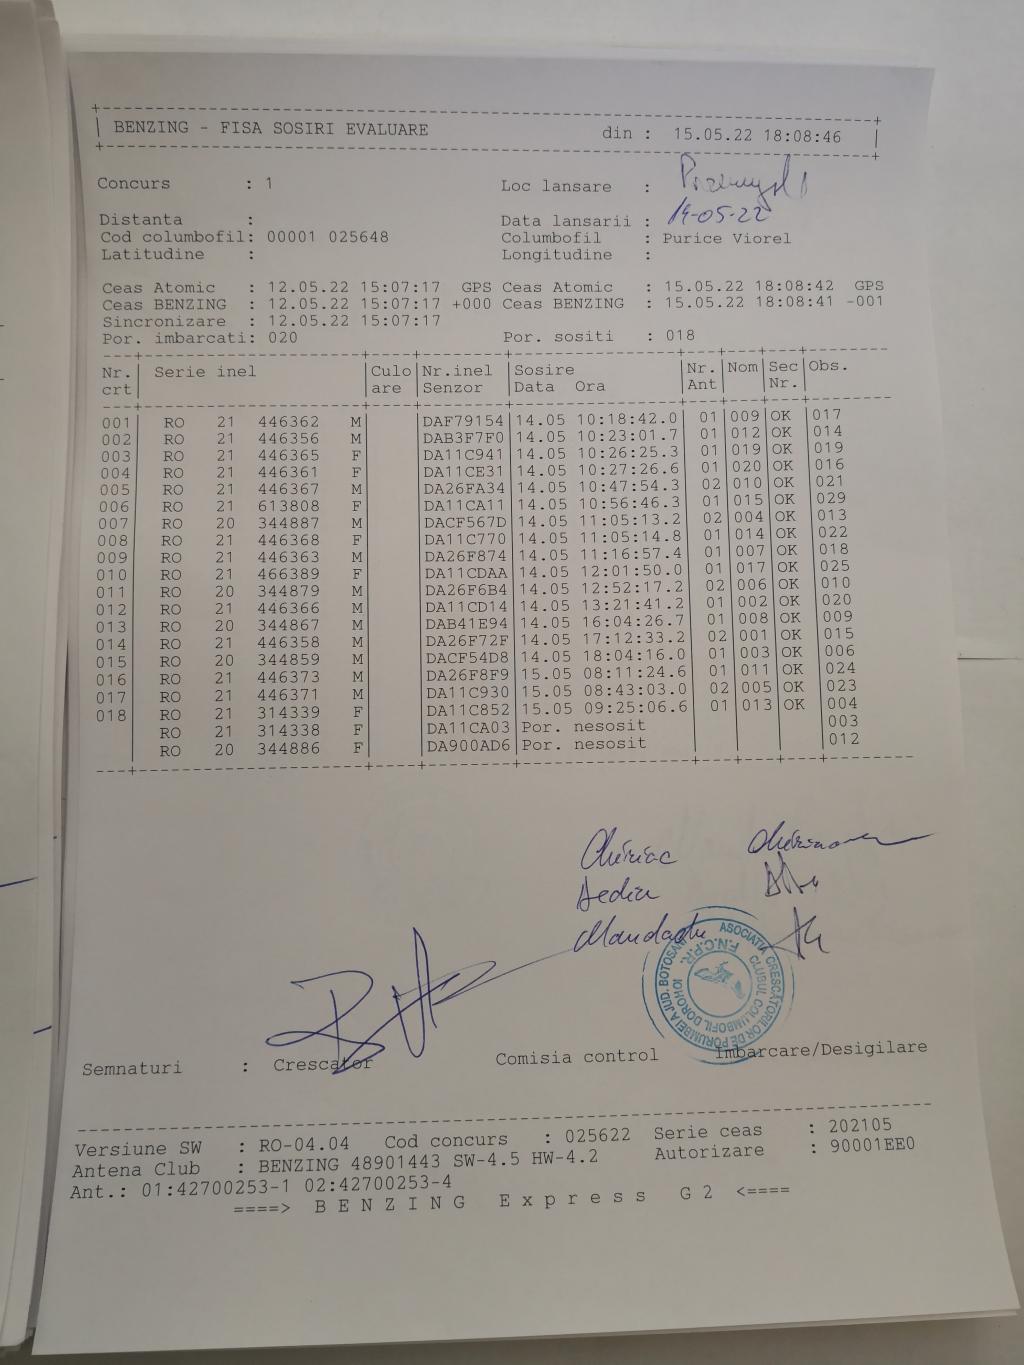 BENZING - FISA SOSIRI EVALUARE din : 15.05.22 18:08:46
Concurs : 1 Loc lansare : Przemysl
Distanta : Data lansarii : 14-05-22
Cod columbofil: 00001 025648 Columbofil : Purice Viorel
Latitudine : Longitudine :
Ceas Atomic : 12.05.22 15:07:17 GPS Ceas Atomic : 15.05.22 18:08:42 GPS
Ceas BENZING : 12.05.22 15:07:17 +000 Ceas BENZING : 15.05.22 18:08:41 -001
Sincronizare : 12.05.22 15:07:17
Por. imbarcati: 020 Por. sositi : 018
Nr. Serie inel Culo Nr.inel Sosire Nr. Nom Sec Obs.
crt are Senzor Data Ora Ant Nr.
001 RO 21 446362 M DAF79154 14.05 10:18:42.0 01 009 OK 017
002 RO 21 446356 M DAB3F7F0 14.05 10:23:01.7 01 012 OK 014
003 RO 21 446365 F DA11C941 14.05 10:26:25.3 01 019 OK 019
004 RO 21 446361 F DA11CE31 14.05 10:27:26.6 01 020 OK 016
005 RO 21 446367 M DA26FA34 14.05 10:47:54.3 02 010 OK 021
006 RO 21 613808 F DA11CA11 14.05 10:56:46.3 01 015 OK 029
007 RO 20 344887 M DACF567D 14.05 11:05:13.2 02 004 OK 013
008 RO 21 446368 F DA11C770 14.05 11:05:14.8 01 014 OK 022
009 RO 21 446363 M DA26F874 14.05 11:16:57.4 01 007 OK 018
010 RO 21 466389 F DA11CDAA 14.05 12:01:50.0 01 017 OK 025
011 RO 20 344879 M DA26F6B4 14.05 12:52:17.2 02 006 OK 010
012 RO 21 446366 M DA11CD14 14.05 13:21:41.2 01 002 OK 020
013 RO 20 344867 M DAB41E94 14.05 16:04:26.7 01 008 OK 009
014 RO 21 446358 M DA26F72F 14.05 17:12:33.2 02 001 OK 015
015 RO 20 344859 M DACF54D8 14.05 18:04:16.0 01 003 OK 006
016 RO 21 446373 M DA26F8F9 15.05 08:11:24.6 01 011 OK 024
017 RO 21 446371 M DA11C930 15.05 08:43:03.0 02 005 OK 023
018 RO 21 314339 F DA11C852 15.05 09:25:06.6 01 013 OK 004
RO 21 314338 F DA11CA03 Por. nesosit 003
RO 20 344886 F DA900AD6 Por. nesosit 012
Chiriac
Mandachi
ASOCIATIA CRESCATORILOR DE PORUMBEI A JUD. BOTOSANI
F.N.C.P.R.
CLUBUL COLUMBOFIL DOROHOI
Semnaturi : Crescator Comisia control Imbarcare/Desigilare
Versiune SW : RO-04.04 Cod concurs : 025622 Serie ceas : 202105
Antena Club : BENZING 48901443 SW-4.5 HW-4.2 Autorizare : 90001EE0
Ant.: 01:42700253-1 02:42700253-4
====> B E N Z I N G E x p r e s s G 2 <====